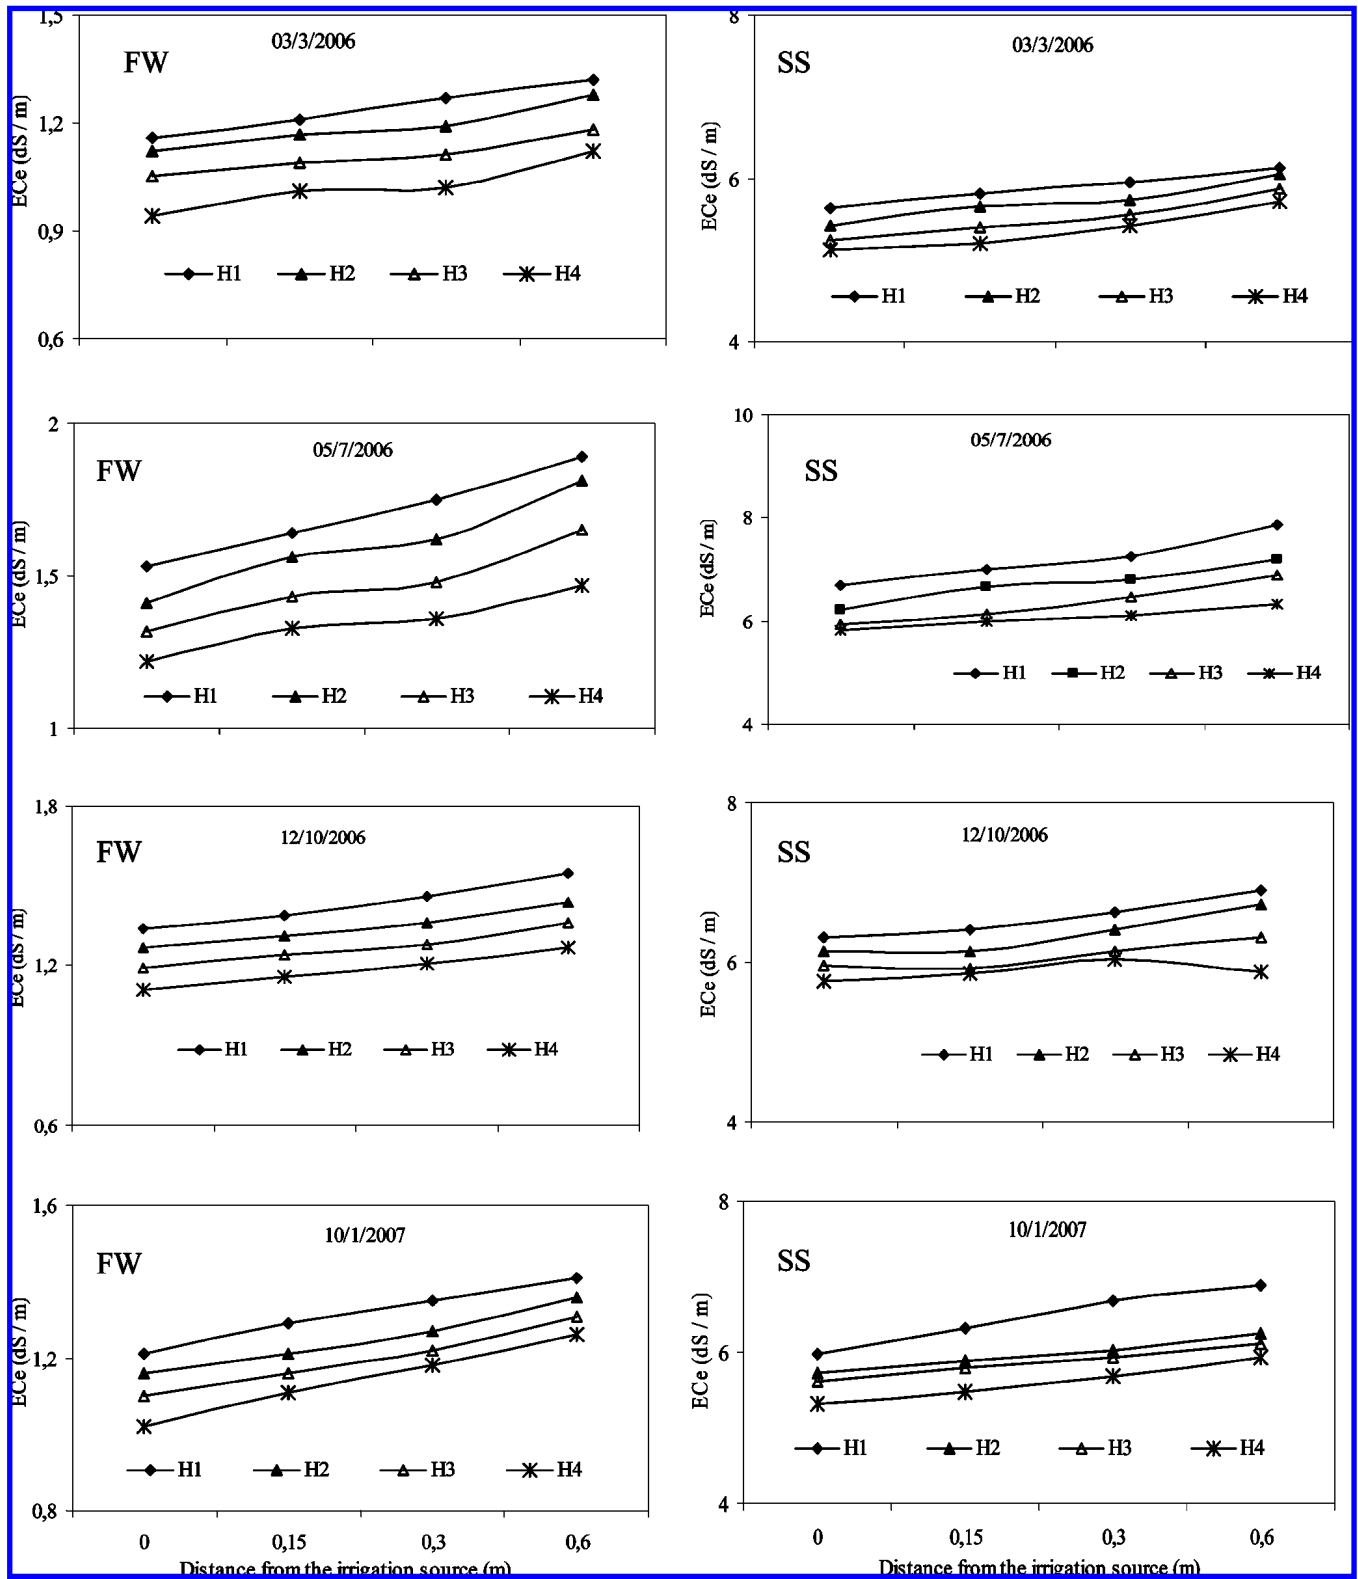 1,5
03/3/2006
FW
1,2
ECe (dS / m)
0,9
H1 H2 H3 H4
0,6
8
03/3/2006
SS
6
ECe (dS / m)
H1 H2 H3 H4
4
2
05/7/2006
FW
ECe (dS / m)
1,5
H1 H2 H3 H4
1
10
05/7/2006
SS
8
ECe (dS / m)
6
H1 H2 H3 H4
4
1,8
12/10/2006
FW
ECe (dS / m)
1,2
H1 H2 H3 H4
0,6
8
12/10/2006
SS
6
ECe (dS / m)
H1 H2 H3 H4
4
1,6
10/1/2007
FW
ECe (dS / m)
1,2
H1 H2 H3 H4
0,8
0 0,15 0,3 0,6
Distance from the irrigation source (m)
8
10/1/2007
SS
ECe (dS / m)
6
H1 H2 H3 H4
4
0 0,15 0,3 0,6
Distance from the irrigation source (m)